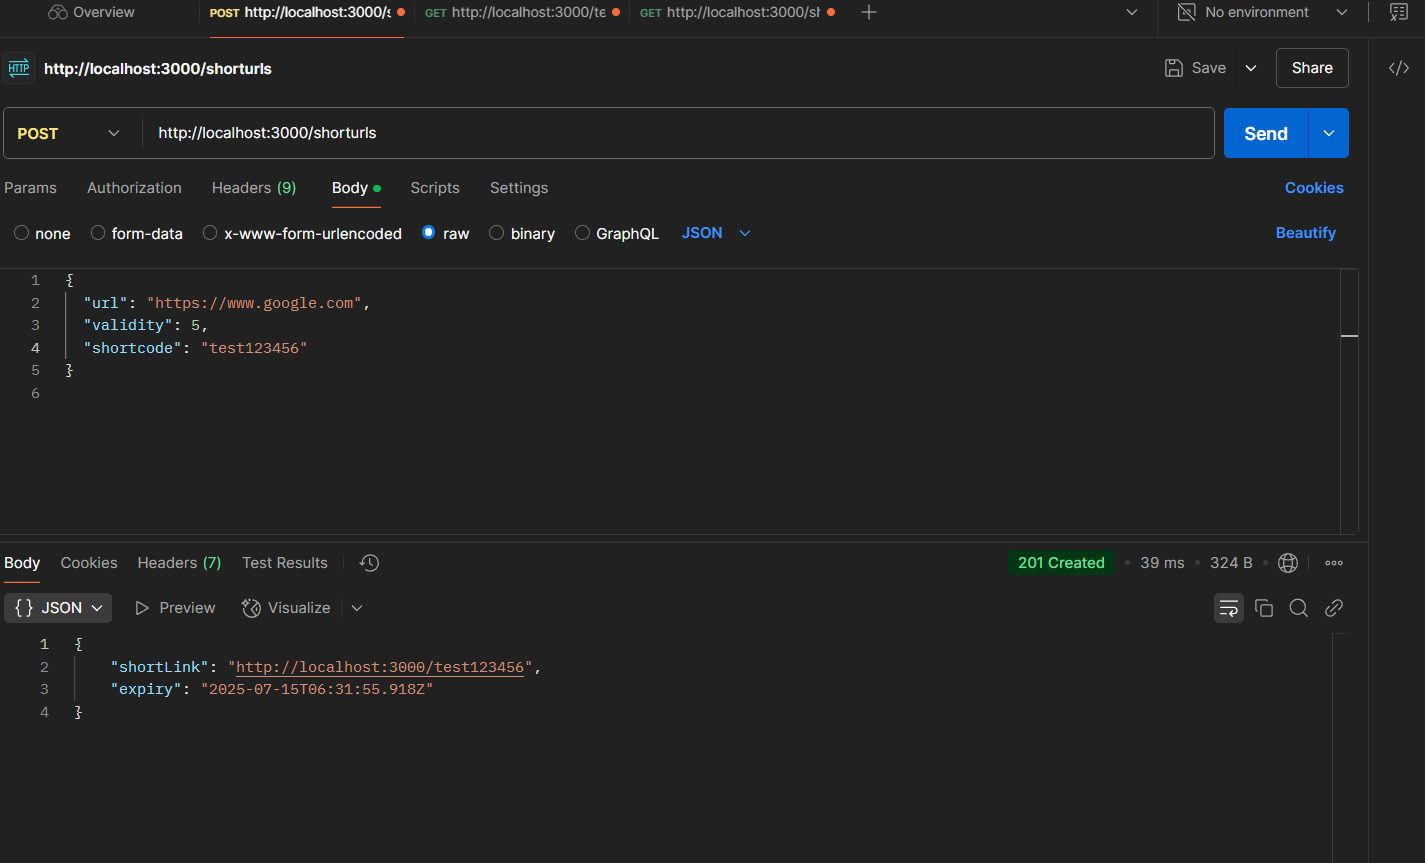 Overview POST http://localhost:3000/s GET http://localhost:3000/te GET http://localhost:3000/sh No environment
HTTP http://localhost:3000/shorturls Save Share
POST http://localhost:3000/shorturls Send
Params Authorization Headers (9) Body Scripts Settings Cookies
none form-data x-www-form-urlencoded raw binary GraphQL JSON Beautify
1 {
2 "url": "https://www.google.com",
3 "validity": 5,
4 "shortcode": "test123456"
5 }
6
Body Cookies Headers (7) Test Results 201 Created • 39 ms • 324 B •
{} JSON Preview Visualize
1 {
2 "shortLink": "http://localhost:3000/test123456",
3 "expiry": "2025-07-15T06:31:55.918Z"
4 }